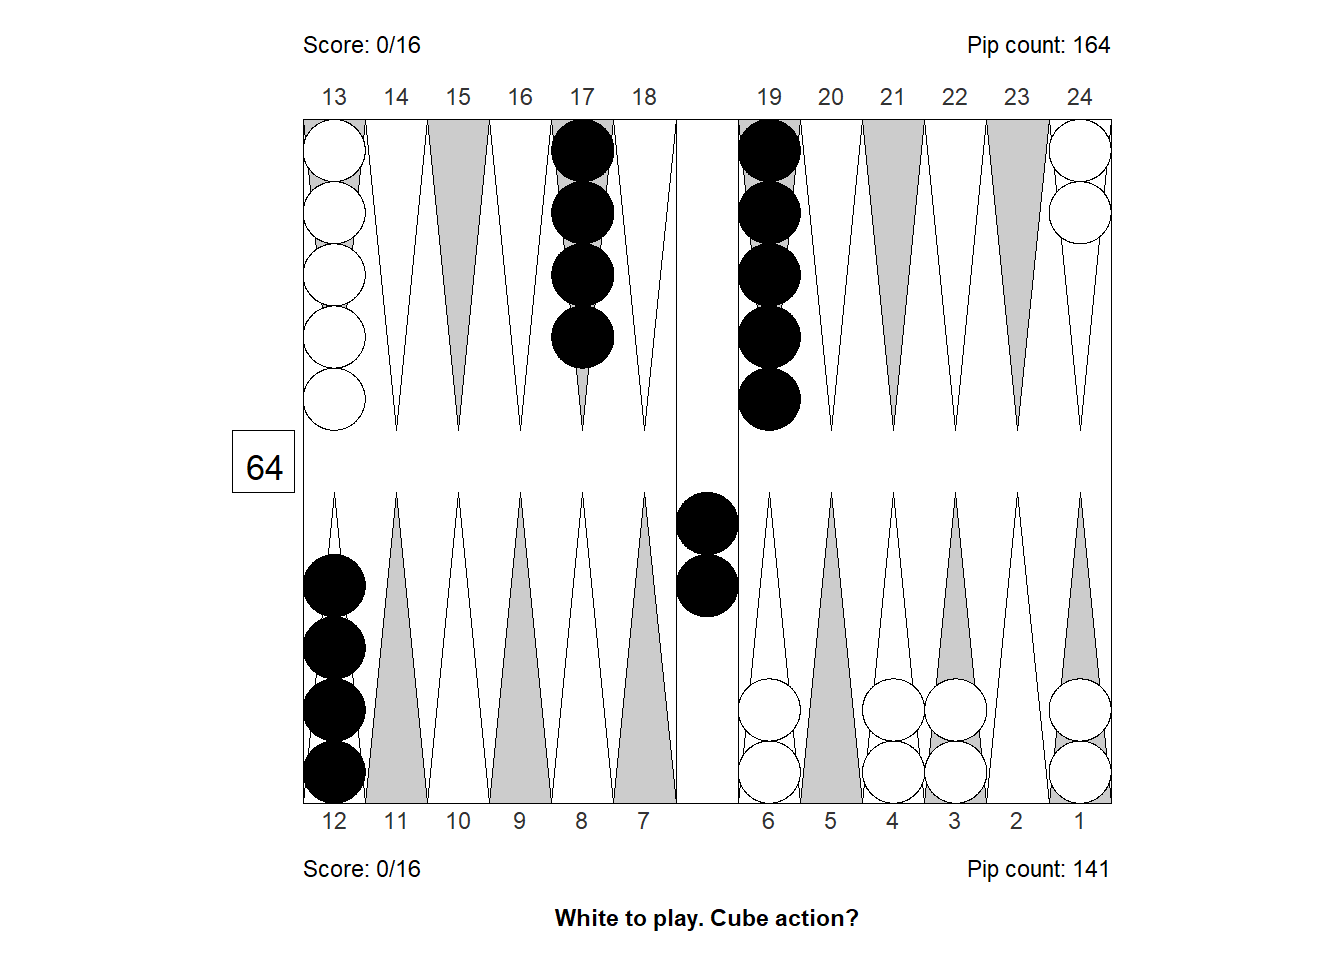 Score: 0/16 Pip count: 164
13 14 15 16 17 18 19 20 21 22 23 24
64
12 11 10 9 8 7 6 5 4 3 2 1
Score: 0/16 Pip count: 141
White to play. Cube action?